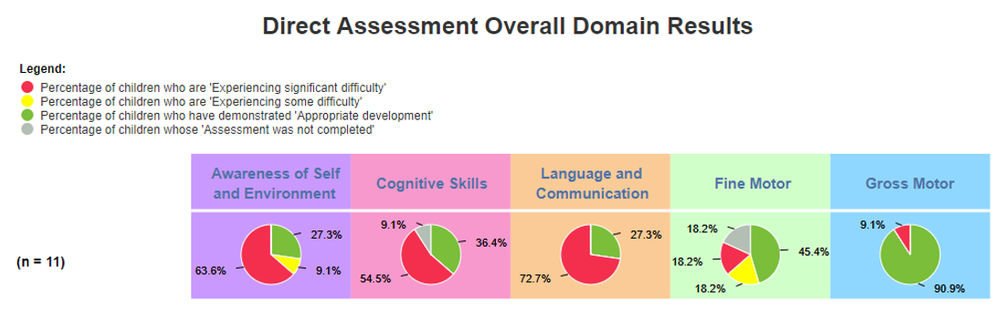 Direct Assessment Overall Domain Results
Legend:
Percentage of children who are 'Experiencing significant difficulty'
Percentage of children who are 'Experiencing some difficulty'
Percentage of children who have demonstrated 'Appropriate development'
Percentage of children whose 'Assessment was not completed'
Awareness of Self
and Environment
Cognitive Skills
Language and
Communication
Fine Motor
Gross Motor
(n = 11)
27.3%
63.6%
9.1%
9.1%
36.4%
54.5%
27.3%
72.7%
18.2%
45.4%
18.2%
18.2%
9.1%
90.9%